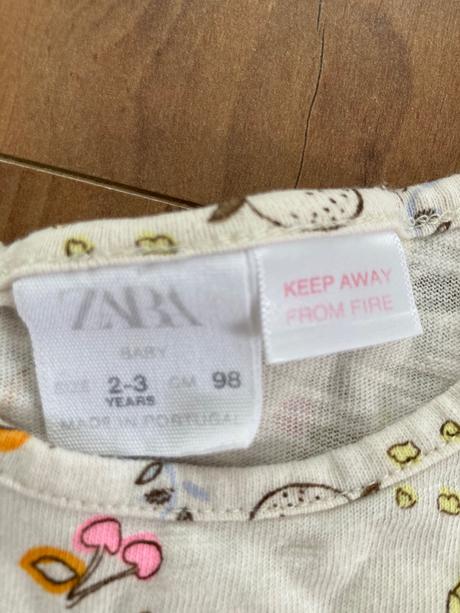 ZARA
BABY
SIZE 2-3 CM 98
YEARS
MADE IN PORTUGAL
KEEP AWAY
FROM FIRE